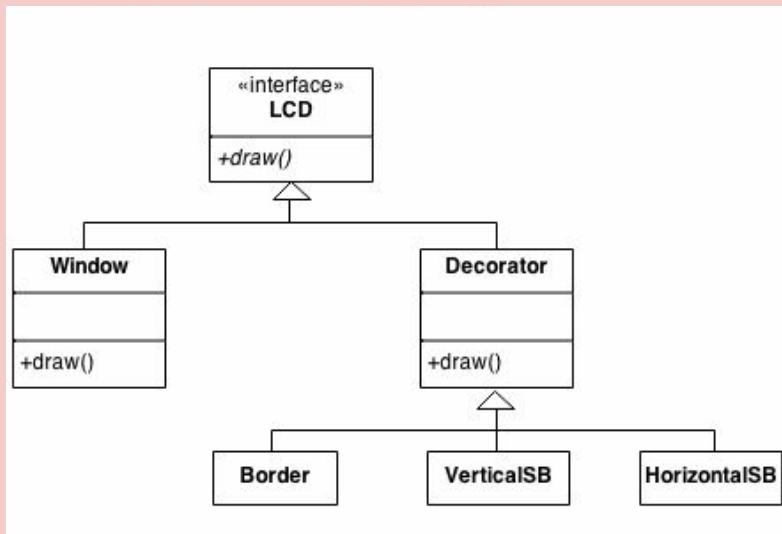 «interface»
LCD
+draw()
Window
Decorator
+draw()
+draw()
Border
VerticalSB
HorizontalSB